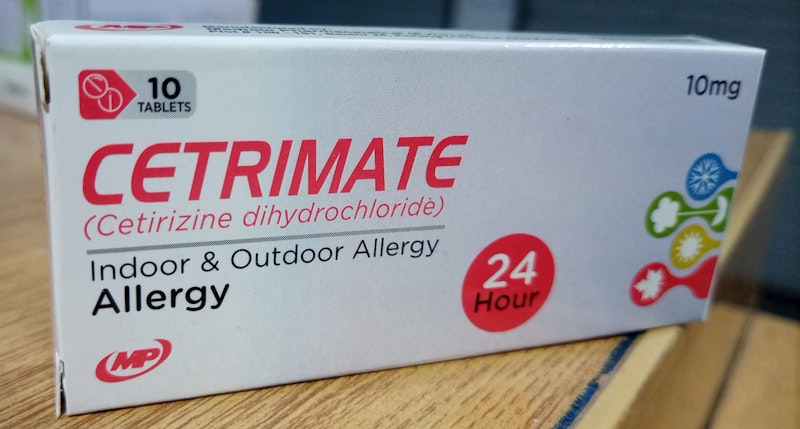 10
TABLETS
10mg
CETRIMATE
(Cetirizine dihydrochloride)
Indoor & Outdoor Allergy
Allergy
24
Hour
MP